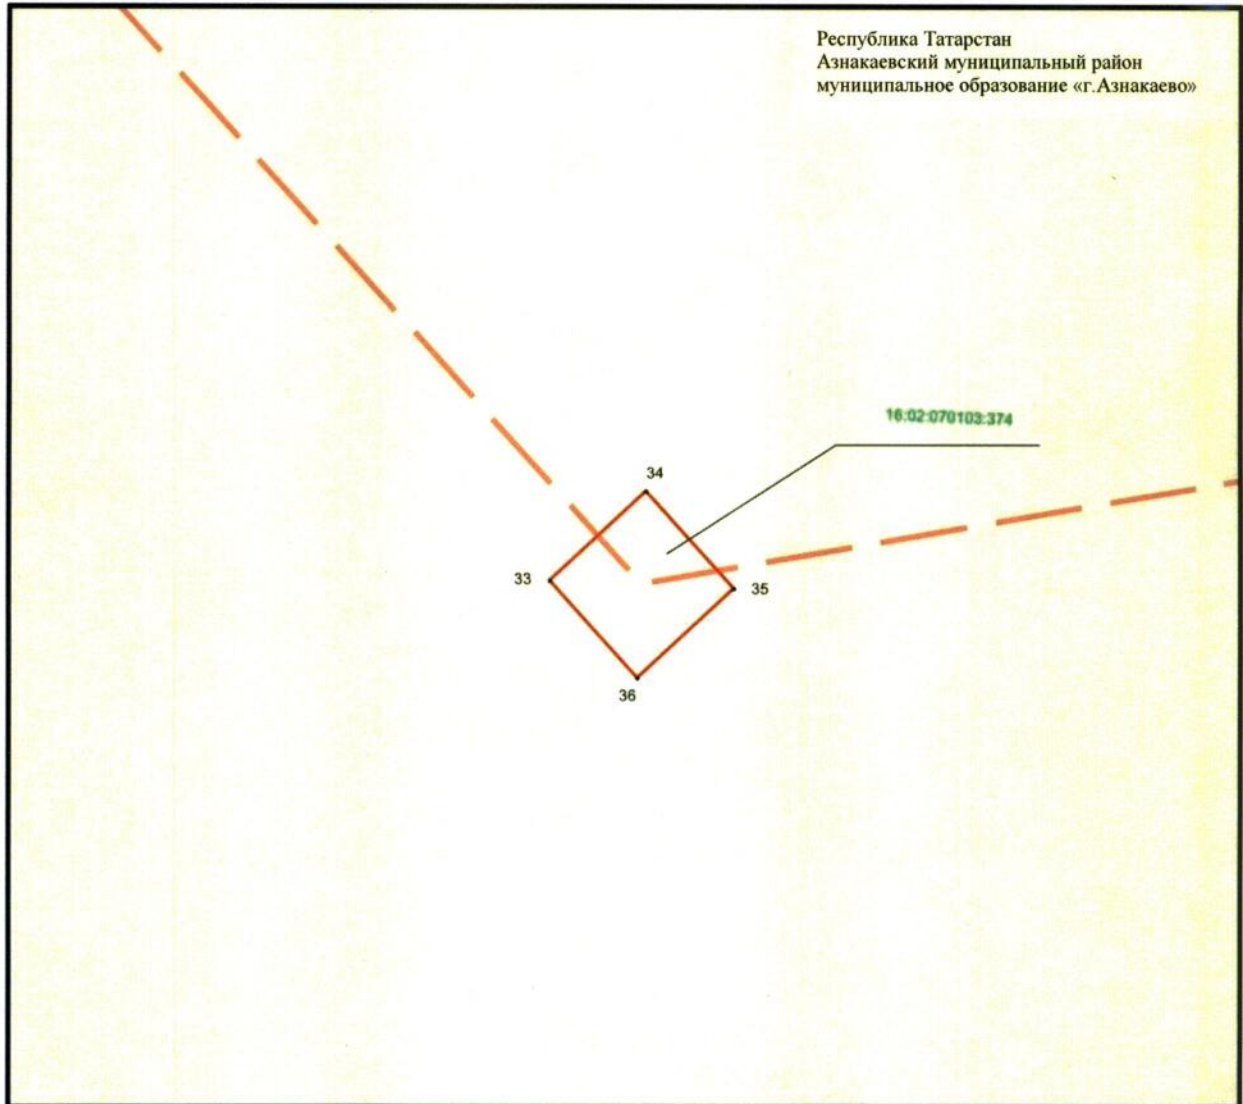 Республика Татарстан
Азнакаевский муниципальный район
муниципальное образование «г.Азнакаево»
16:02:070103:374
34
33
35
36